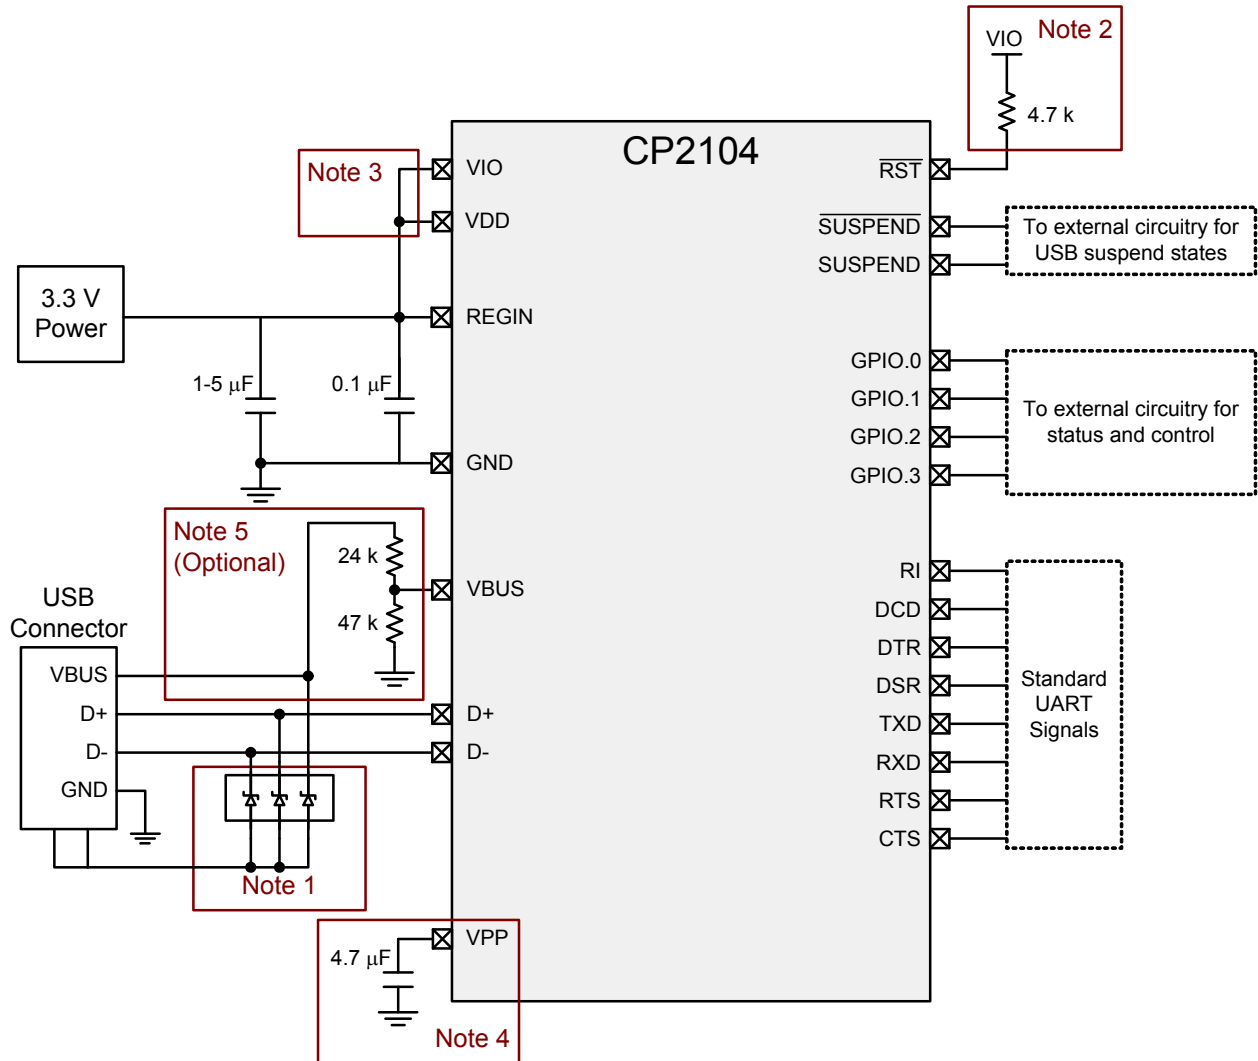 Note 2
VIO
4.7 k
CP2104
Note 3
VIO
VDD
RST
SUSPEND
SUSPEND
To external circuitry for
USB suspend states
3.3 V
Power
REGIN
1-5 μF
0.1 μF
GND
GPIO.0
GPIO.1
GPIO.2
GPIO.3
To external circuitry for
status and control
Note 5
(Optional)
24 k
47 k
VBUS
USB
Connector
VBUS
D+
D-
GND
D+
D-
Note 1
RI
DCD
DTR
DSR
TXD
RXD
RTS
CTS
Standard
UART
Signals
VPP
4.7 μF
Note 4